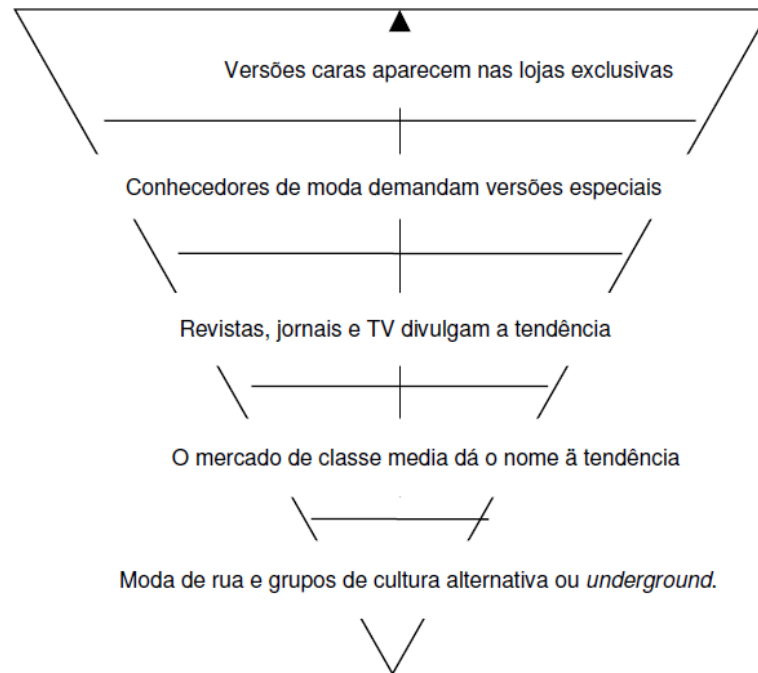 Versões caras aparecem nas lojas exclusivas
Conhecedores de moda demandam versões especiais
Revistas, jornais e TV divulgam a tendência
O mercado de classe media dá o nome ä tendência
Moda de rua e grupos de cultura alternativa ou underground.